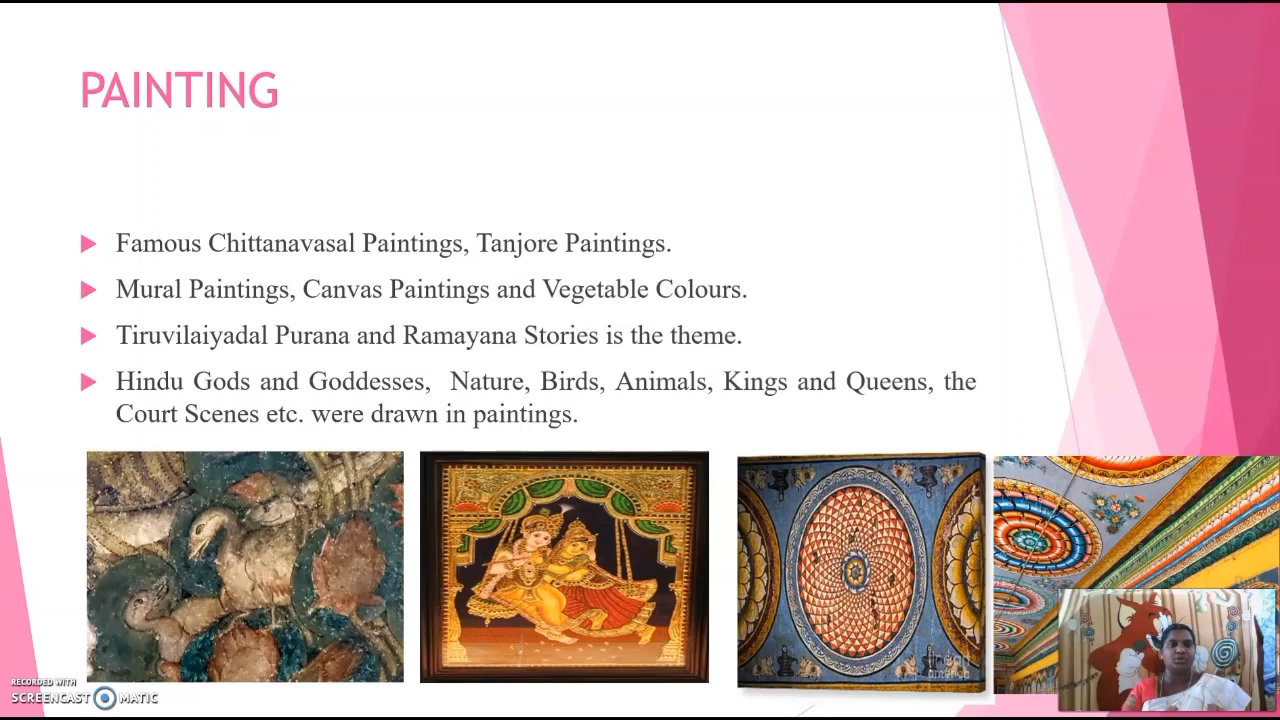 PAINTING
Famous Chittanavasal Paintings, Tanjore Paintings.
Mural Paintings, Canvas Paintings and Vegetable Colours.
Tiruvilaiyadal Purana and Ramayana Stories is the theme.
Hindu Gods and Goddesses, Nature, Birds, Animals, Kings and Queens, the
Court Scenes etc. were drawn in paintings.
RECORDED WITH
SCREENCAST MATIC